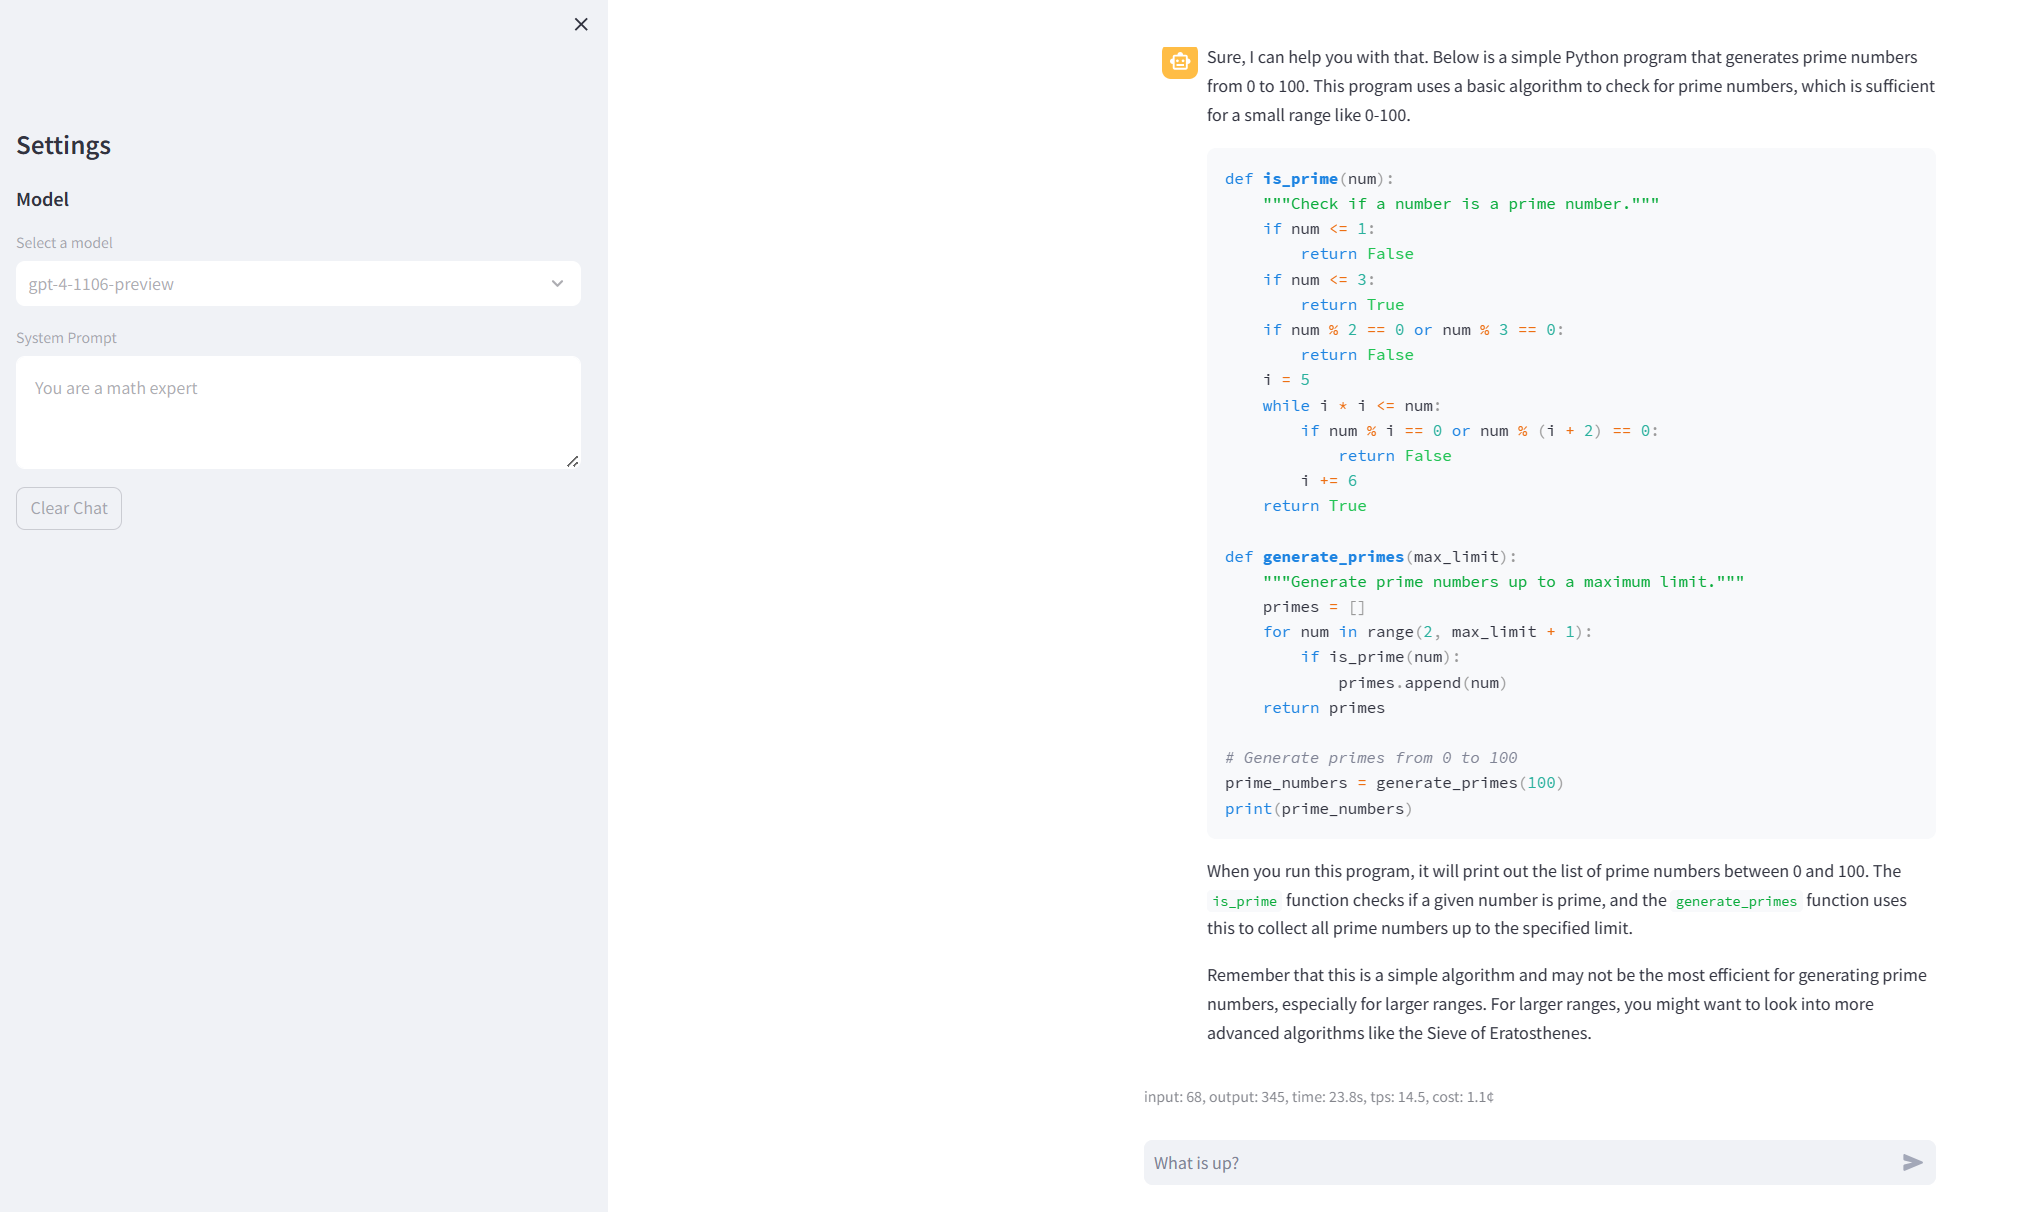 Settings
Model
Select a model
gpt-4-1106-preview
System Prompt
You are a math expert
Clear Chat
Sure, I can help you with that. Below is a simple Python program that generates prime numbers
from 0 to 100. This program uses a basic algorithm to check for prime numbers, which is sufficient
for a small range like 0-100.
def is_prime(num):
    """Check if a number is a prime number."""
    if num <= 1:
        return False
    if num <= 3:
        return True
    if num % 2 == 0 or num % 3 == 0:
        return False
    i = 5
    while i * i <= num:
        if num % i == 0 or num % (i + 2) == 0:
            return False
        i += 6
    return True
def generate_primes(max_limit):
    """Generate prime numbers up to a maximum limit."""
    primes = []
    for num in range(2, max_limit + 1):
        if is_prime(num):
            primes.append(num)
    return primes
# Generate primes from 0 to 100
prime_numbers = generate_primes(100)
print(prime_numbers)
When you run this program, it will print out the list of prime numbers between 0 and 100. The
is_prime function checks if a given number is prime, and the generate_primes function uses
this to collect all prime numbers up to the specified limit.
Remember that this is a simple algorithm and may not be the most efficient for generating prime
numbers, especially for larger ranges. For larger ranges, you might want to look into more
advanced algorithms like the Sieve of Eratosthenes.
input: 68, output: 345, time: 23.8s, tps: 14.5, cost: 1.1¢
What is up?